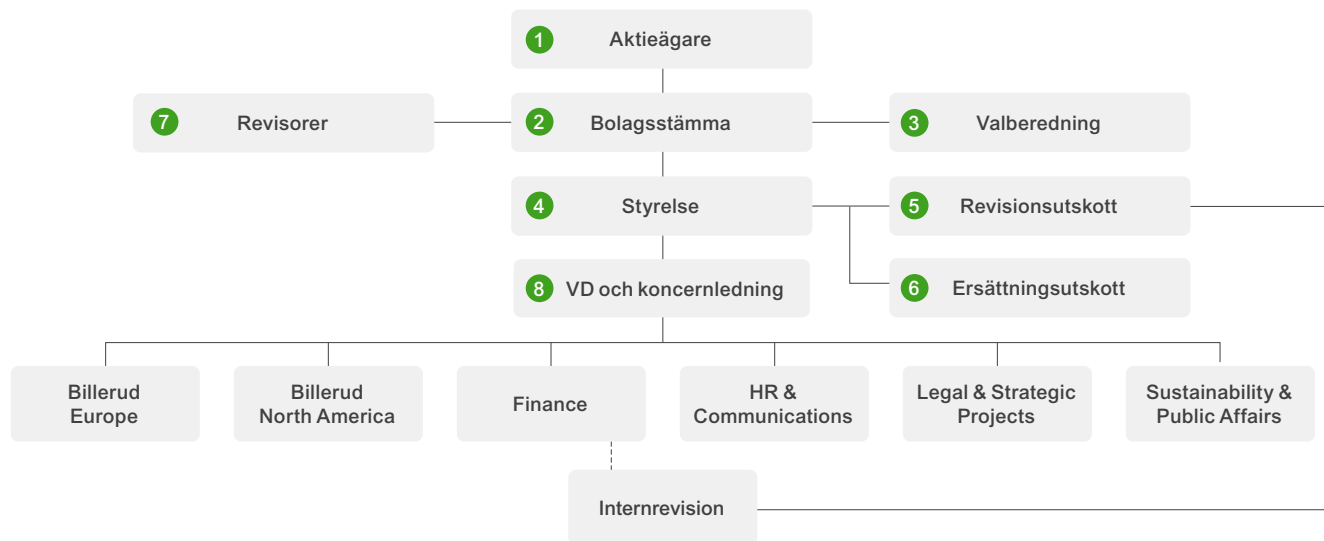 1 Aktieägare
7 Revisorer
2 Bolagsstämma
3 Valberedning
4 Styrelse
5 Revisionsutskott
8 VD och koncernledning
6 Ersättningsutskott
Billerud
Europe
Billerud
North America
Finance
HR &
Communications
Legal & Strategic
Projects
Sustainability &
Public Affairs
Internrevision